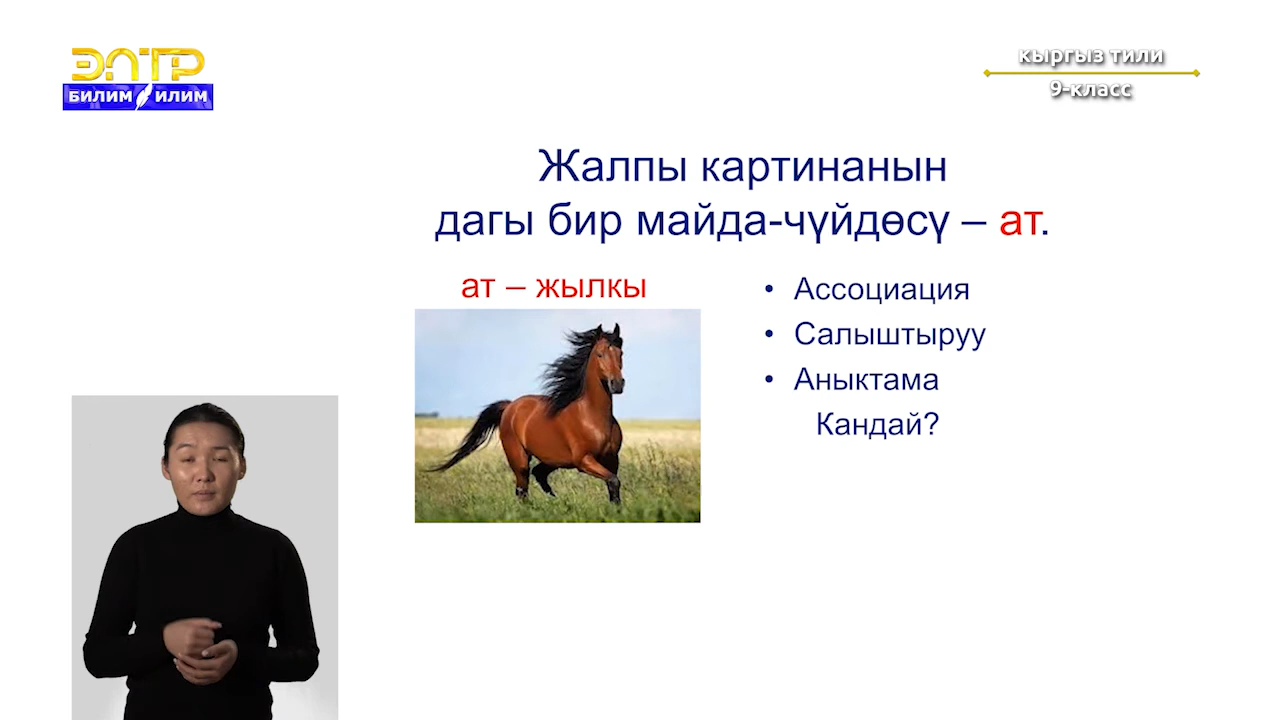 ЭЛТР
БИЛИМ ИЛИМ
кыргыз тили
9-класс
Жалпы картинанын
дагы бир майда-чүйдөсү – ат.
ат – жылкы
• Ассоциация
• Салыштыруу
• Аныктама
Кандай?